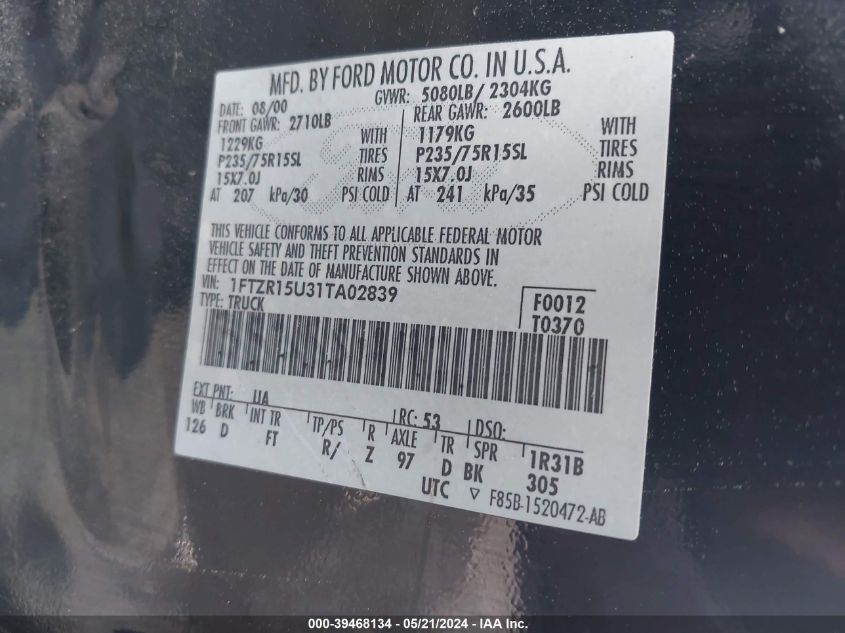 MFD. BY FORD MOTOR CO. IN U.S.A.
DATE: 08/00 GVWR: 5080LB/ 2304KG
FRONT GAWR: 2710LB REAR GAWR: 2600LB
1229KG WITH 1179KG WITH
P235/75R15SL TIRES P235/75R15SL TIRES
15X7.0J RIMS 15X7.0J RIMS
AT 207 kPa/30 PSI COLD AT 241 kPa/35 PSI COLD
THIS VEHICLE CONFORMS TO ALL APPLICABLE FEDERAL MOTOR
VEHICLE SAFETY AND THEFT PREVENTION STANDARDS IN
EFFECT ON THE DATE OF MANUFACTURE SHOWN ABOVE.
VIN: 1FTZR15U31TA02839 F0012
TYPE: TRUCK T0370
EXT PNT: UA RC: 53 DSO:
WB BRK INT TR TP/PS R AXLE TR SPR 1R31B
126 D FT R/ Z 97 D BK 305
UTC ▽ F85B-1520472-AB
000-39468134 - 05/21/2024 - IAA Inc.